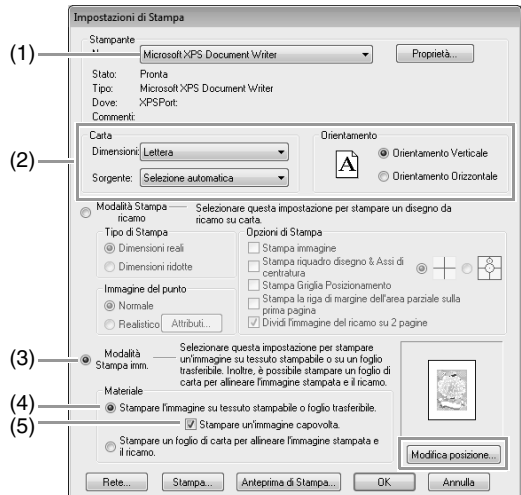 Impostazioni di Stampa
Stampante
(1)
Microsoft XPS Document Writer
Proprietà...
Stato: Pronta
Tipo: Microsoft XPS Document Writer
Dove: XPSPort:
Commenti:
(2)
Carta
Dimensioni: Lettera
Sorgente: Selezione automatica
Orientamento
A
Orientamento Verticale
Orientamento Orizzontale
Modalità Stampa ricamo
Selezionare questa impostazione per stampare un disegno da
ricamo su carta.
Tipo di Stampa
Dimensioni reali
Dimensioni ridotte
Immagine del punto
Normale
Realistico
Attributi...
Opzioni di Stampa
Stampa immagine
Stampa riquadro disegno & Assi di
centratura
Stampa Griglia Posizionamento
Stampa la riga di margine dell'area parziale sulla
prima pagina
Dividi l'immagine del ricamo su 2 pagine
(3)
Modalità
Stampa imm.
Selezionare questa impostazione per stampare
un'immagine su tessuto stampabile o su un foglio
trasferibile. Inoltre, è possibile stampare un foglio di
carta per allineare l'immagine stampata e il ricamo.
Materiale
(4)
Stampare l'immagine su tessuto stampabile o foglio trasferibile.
(5)
Stampare un'immagine capovolta.
Stampare un foglio di carta per allineare l'immagine stampata e
il ricamo.
Modifica posizione...
Rete...
Stampa...
Anteprima di Stampa...
OK
Annulla